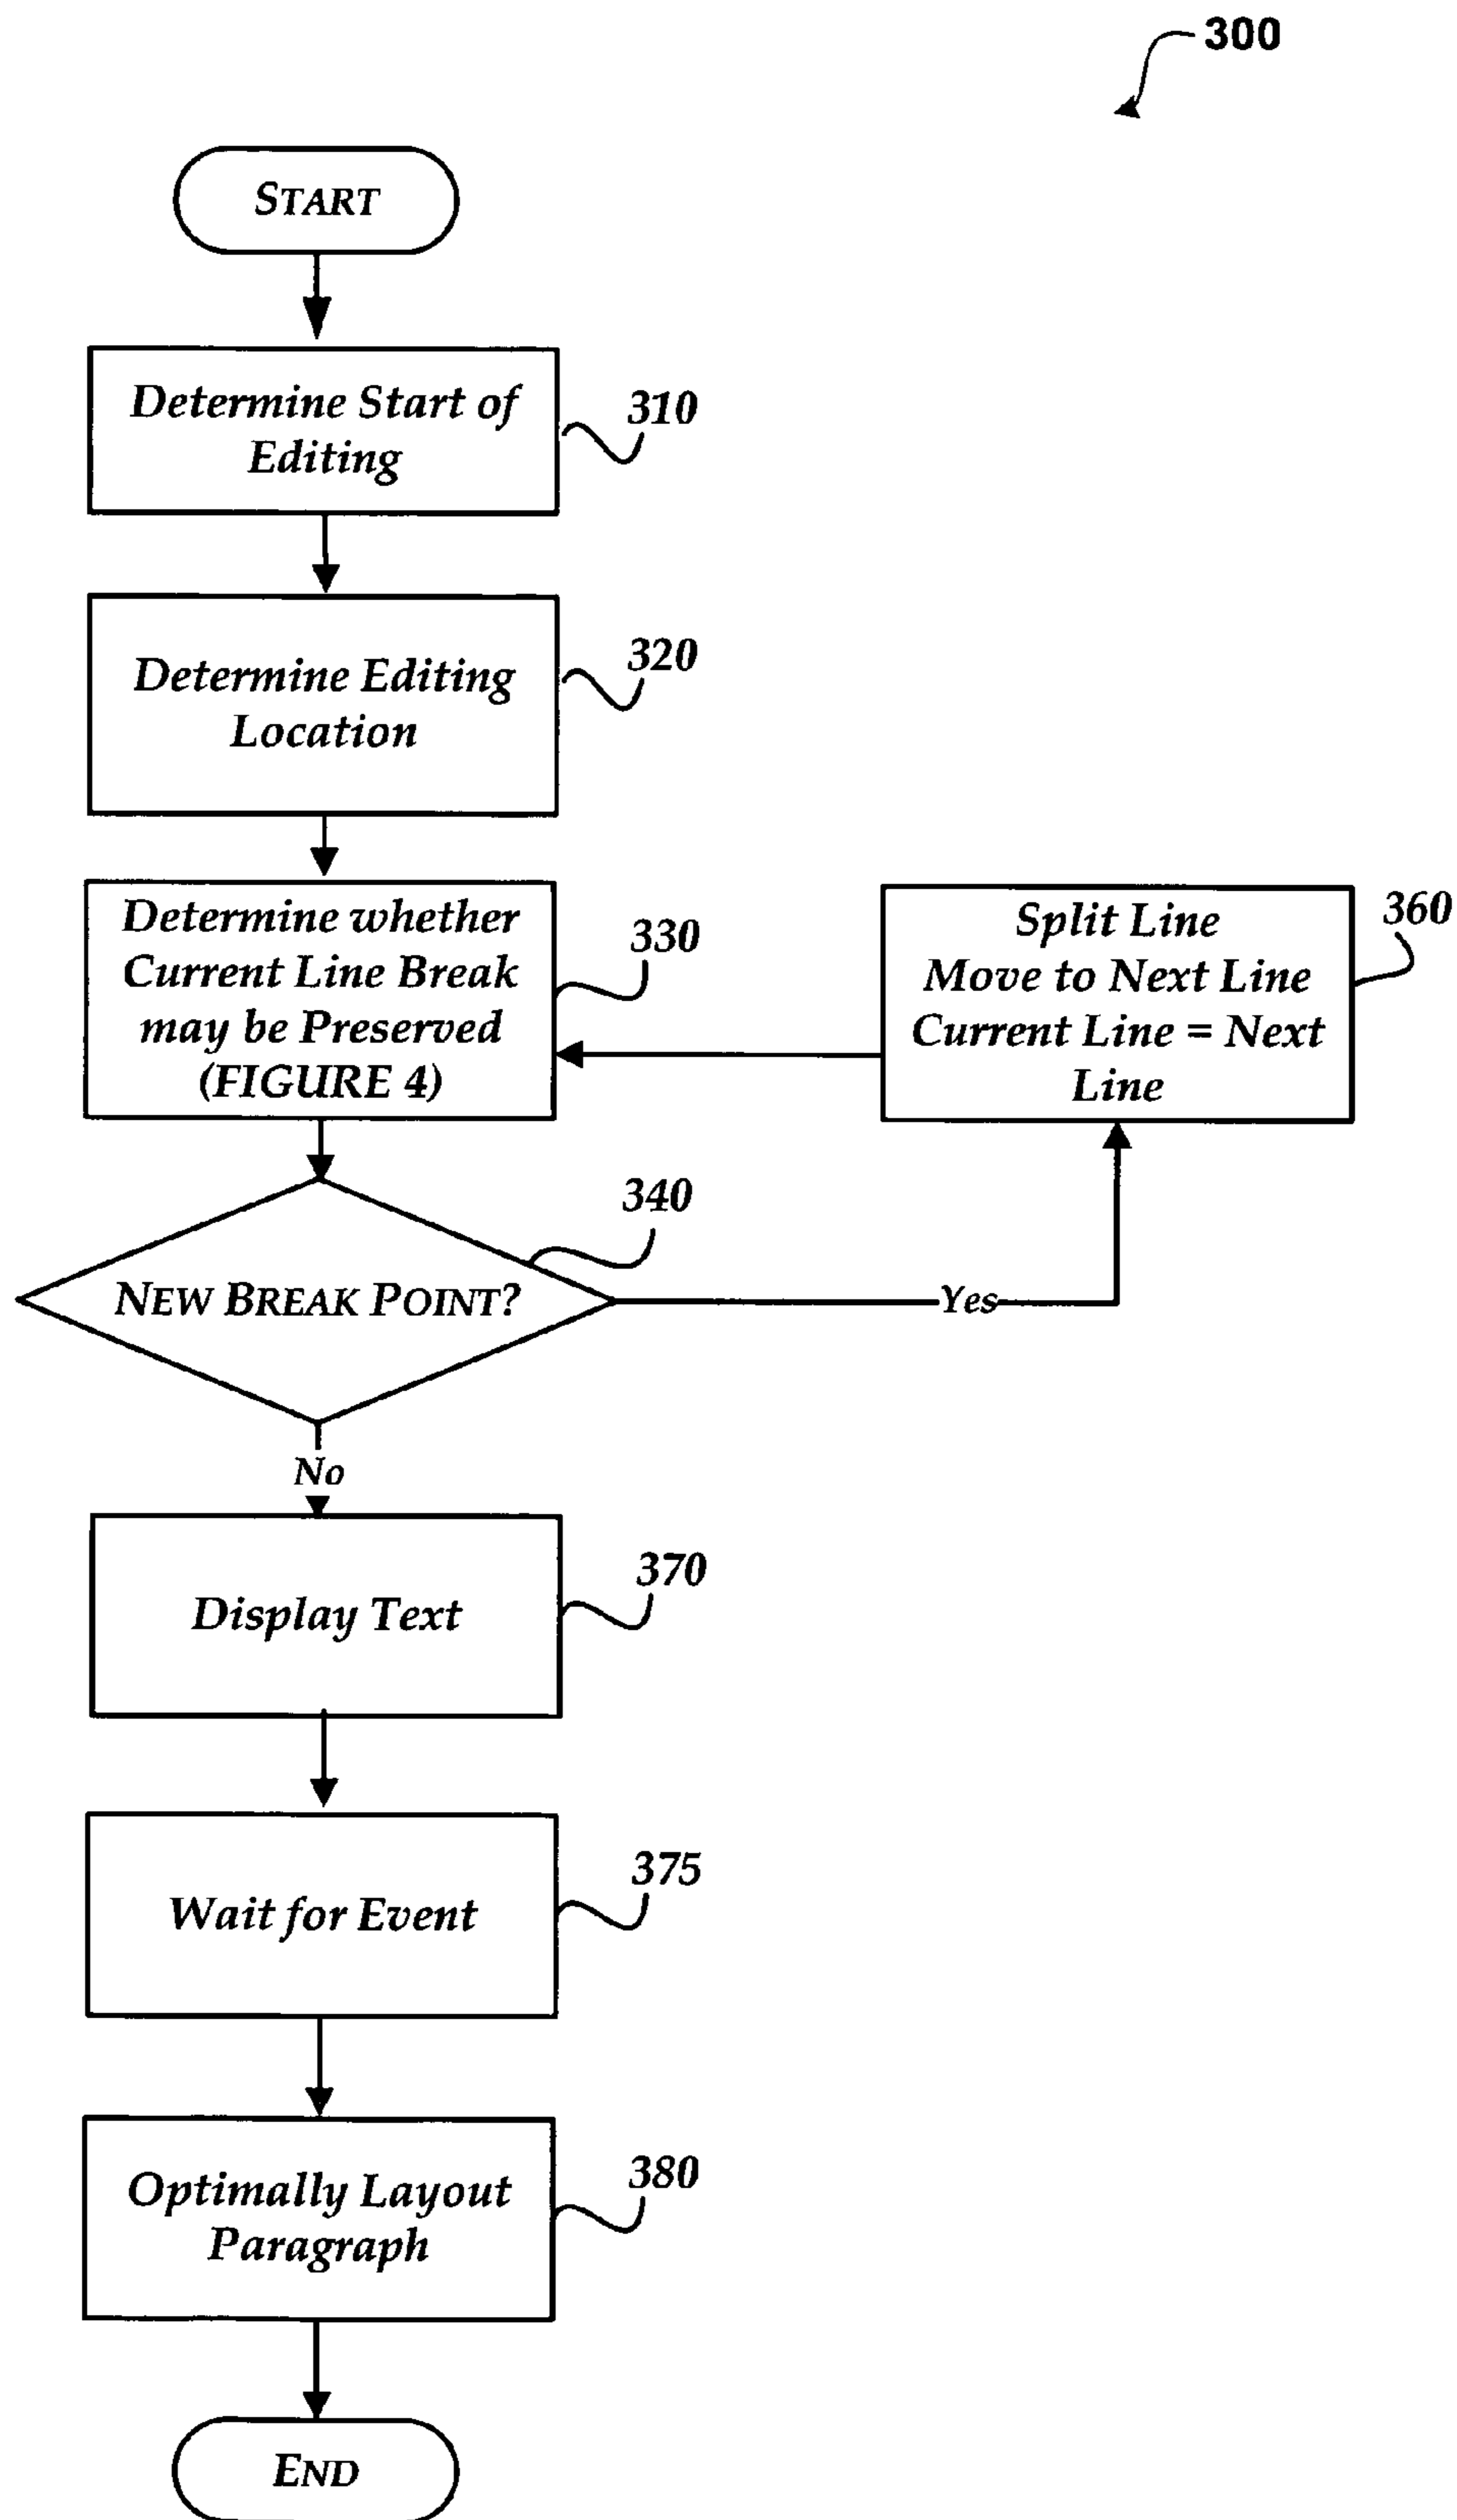 300
START
Determine Start of
Editing
310
Determine Editing
Location
320
Determine whether
Current Line Break
may be Preserved
(FIGURE 4)
330
Split Line
Move to Next Line
Current Line = Next
Line
360
NEW BREAK POINT?
340
Yes
No
Display Text
370
Wait for Event
375
Optimally Layout
Paragraph
380
END